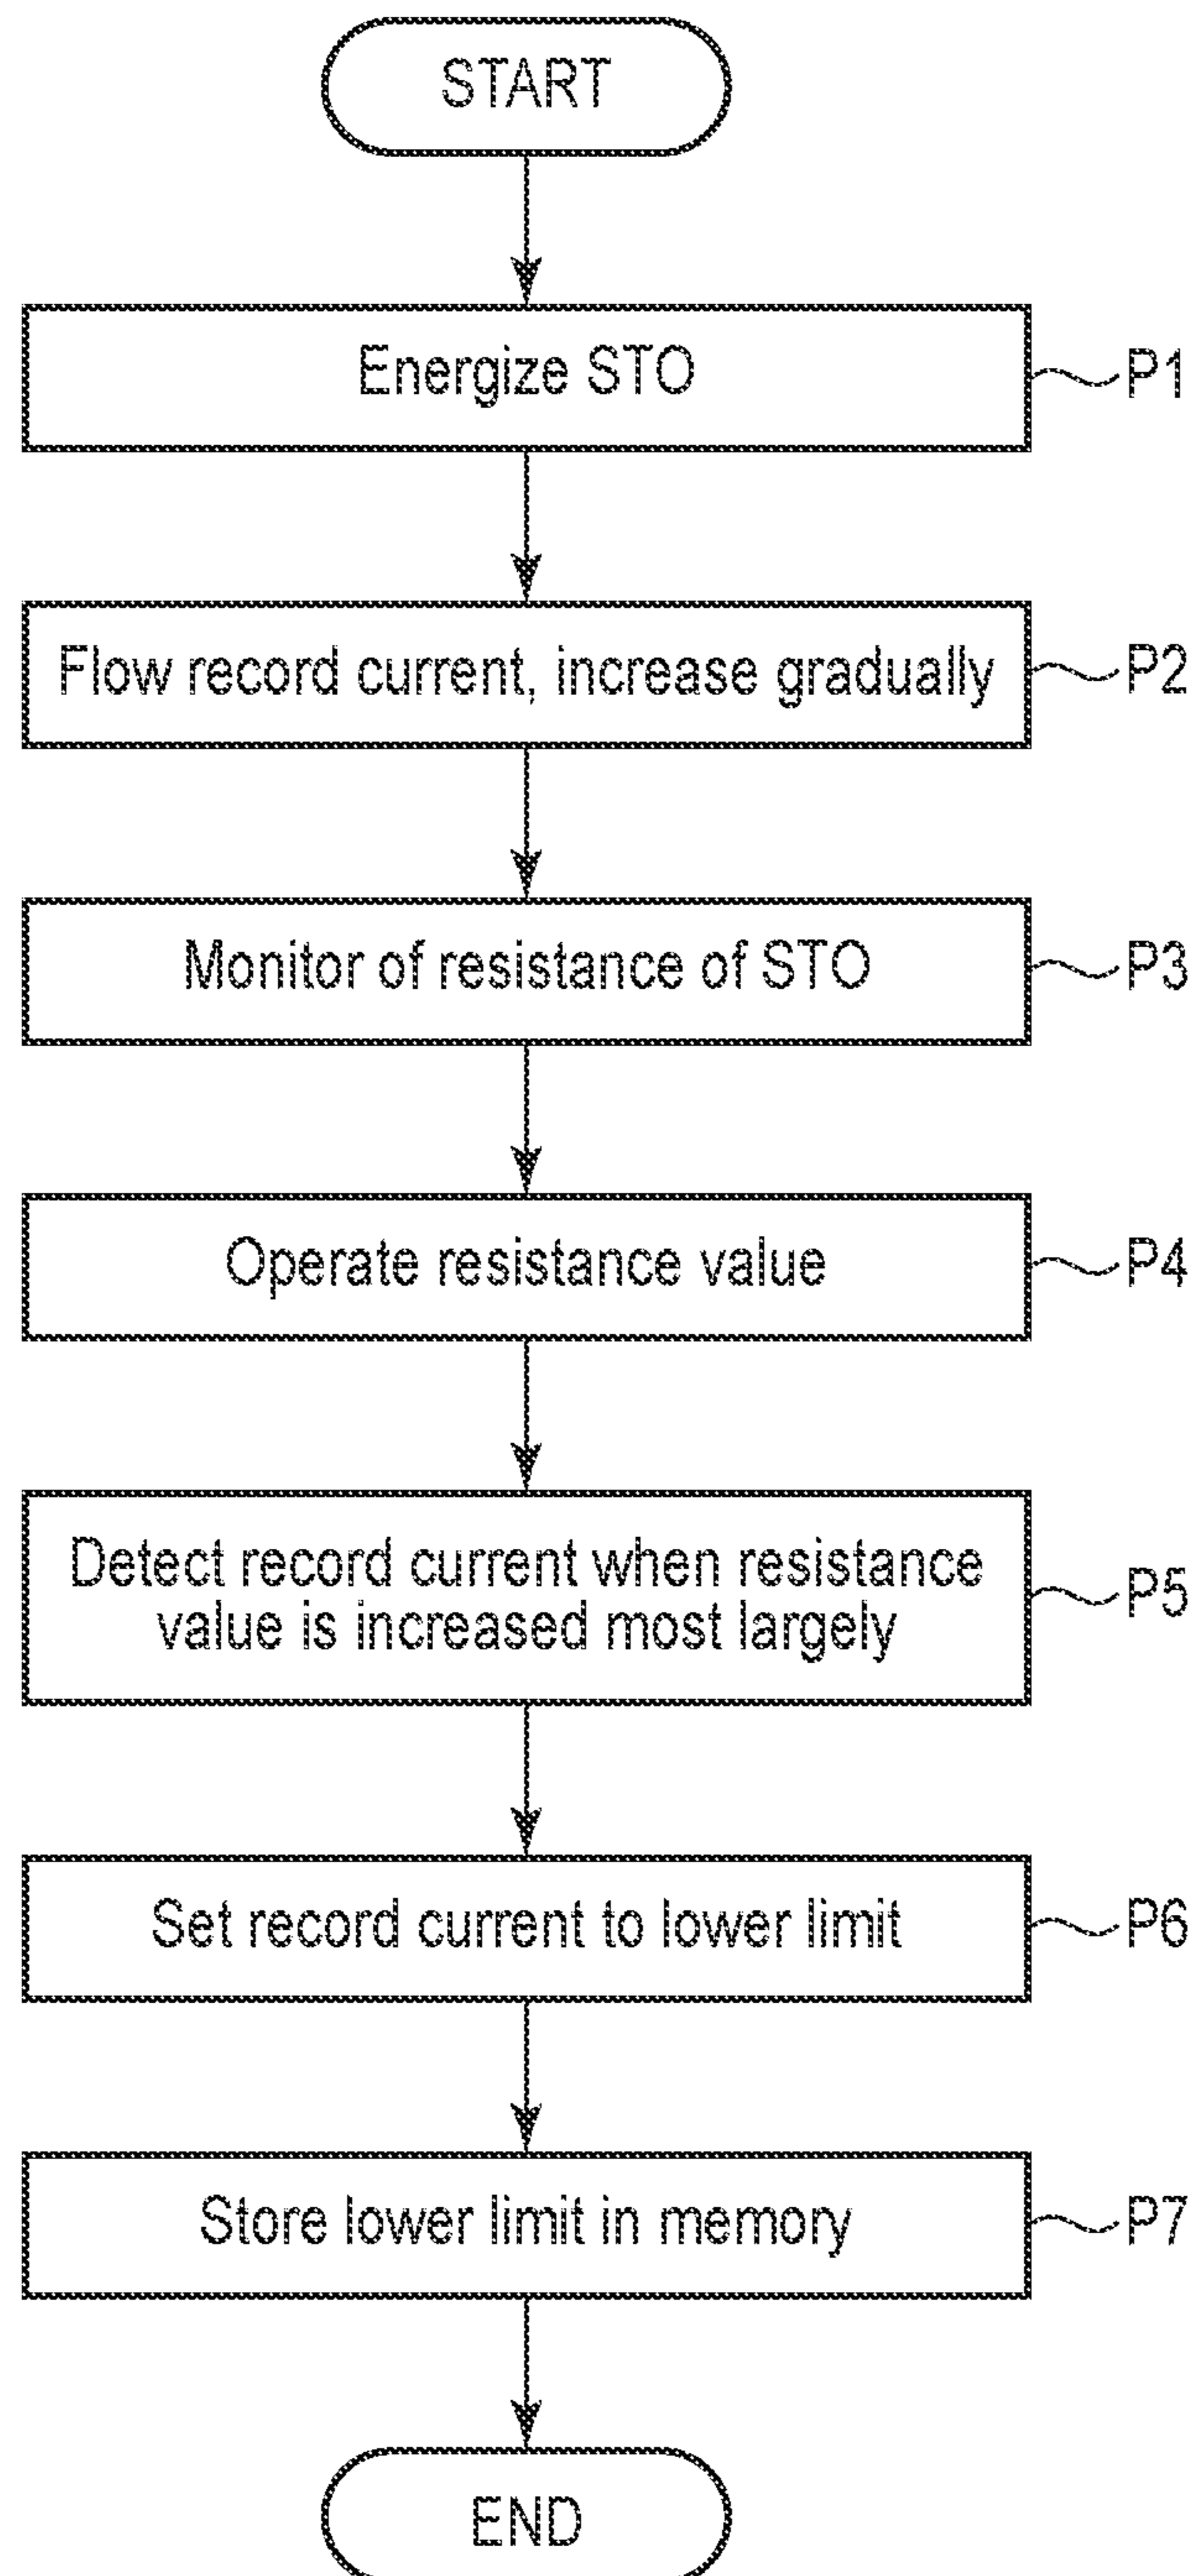 START
Energize STO
P1
Flow record current, increase gradually
P2
Monitor of resistance of STO
P3
Operate resistance value
P4
Detect record current when resistance
value is increased most largely
P5
Set record current to lower limit
P6
Store lower limit in memory
P7
END